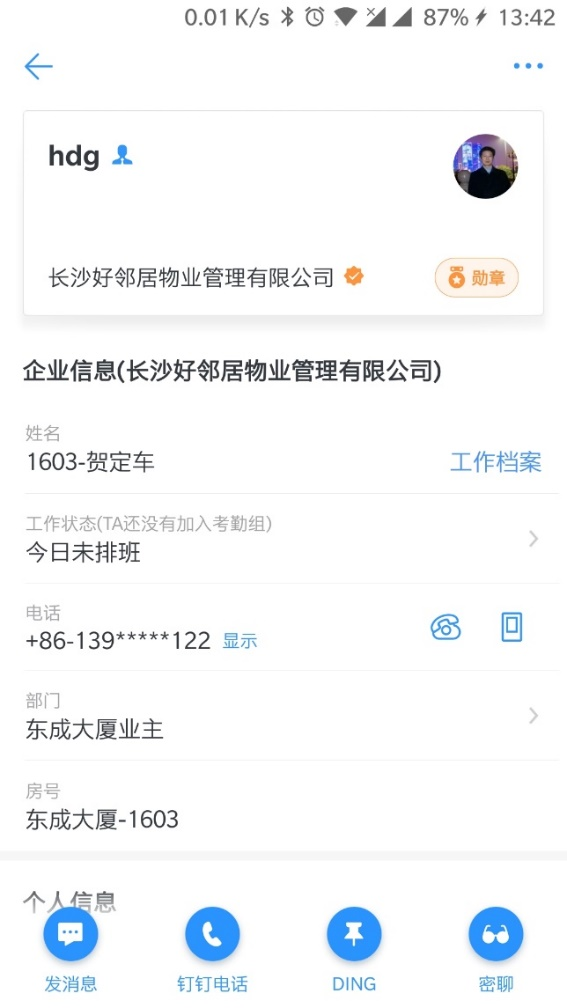 0.01 K/s 87% 13:42
hdg
长沙好邻居物业管理有限公司 勋章
企业信息(长沙好邻居物业管理有限公司)
姓名
1603-贺定车 工作档案
工作状态(TA还没有加入考勤组)
今日未排班
电话
+86-139*****122 显示
部门
东成大厦业主
房号
东成大厦-1603
个人信息
发消息 钉钉电话 DING 密聊